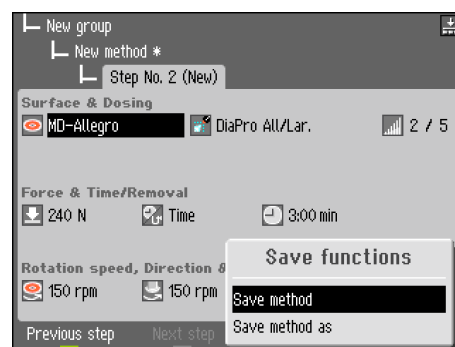 New group
New method *
Step No. 2 (New)
Surface & Dosing
MD-Allegro DiaPro All/Lar. 2 / 5
Force & Time/Removal
240 N Time 3:00 min
Rotation speed, Direction &
150 rpm 150 rpm
Save functions
Save method
Save method as
Previous step Next step